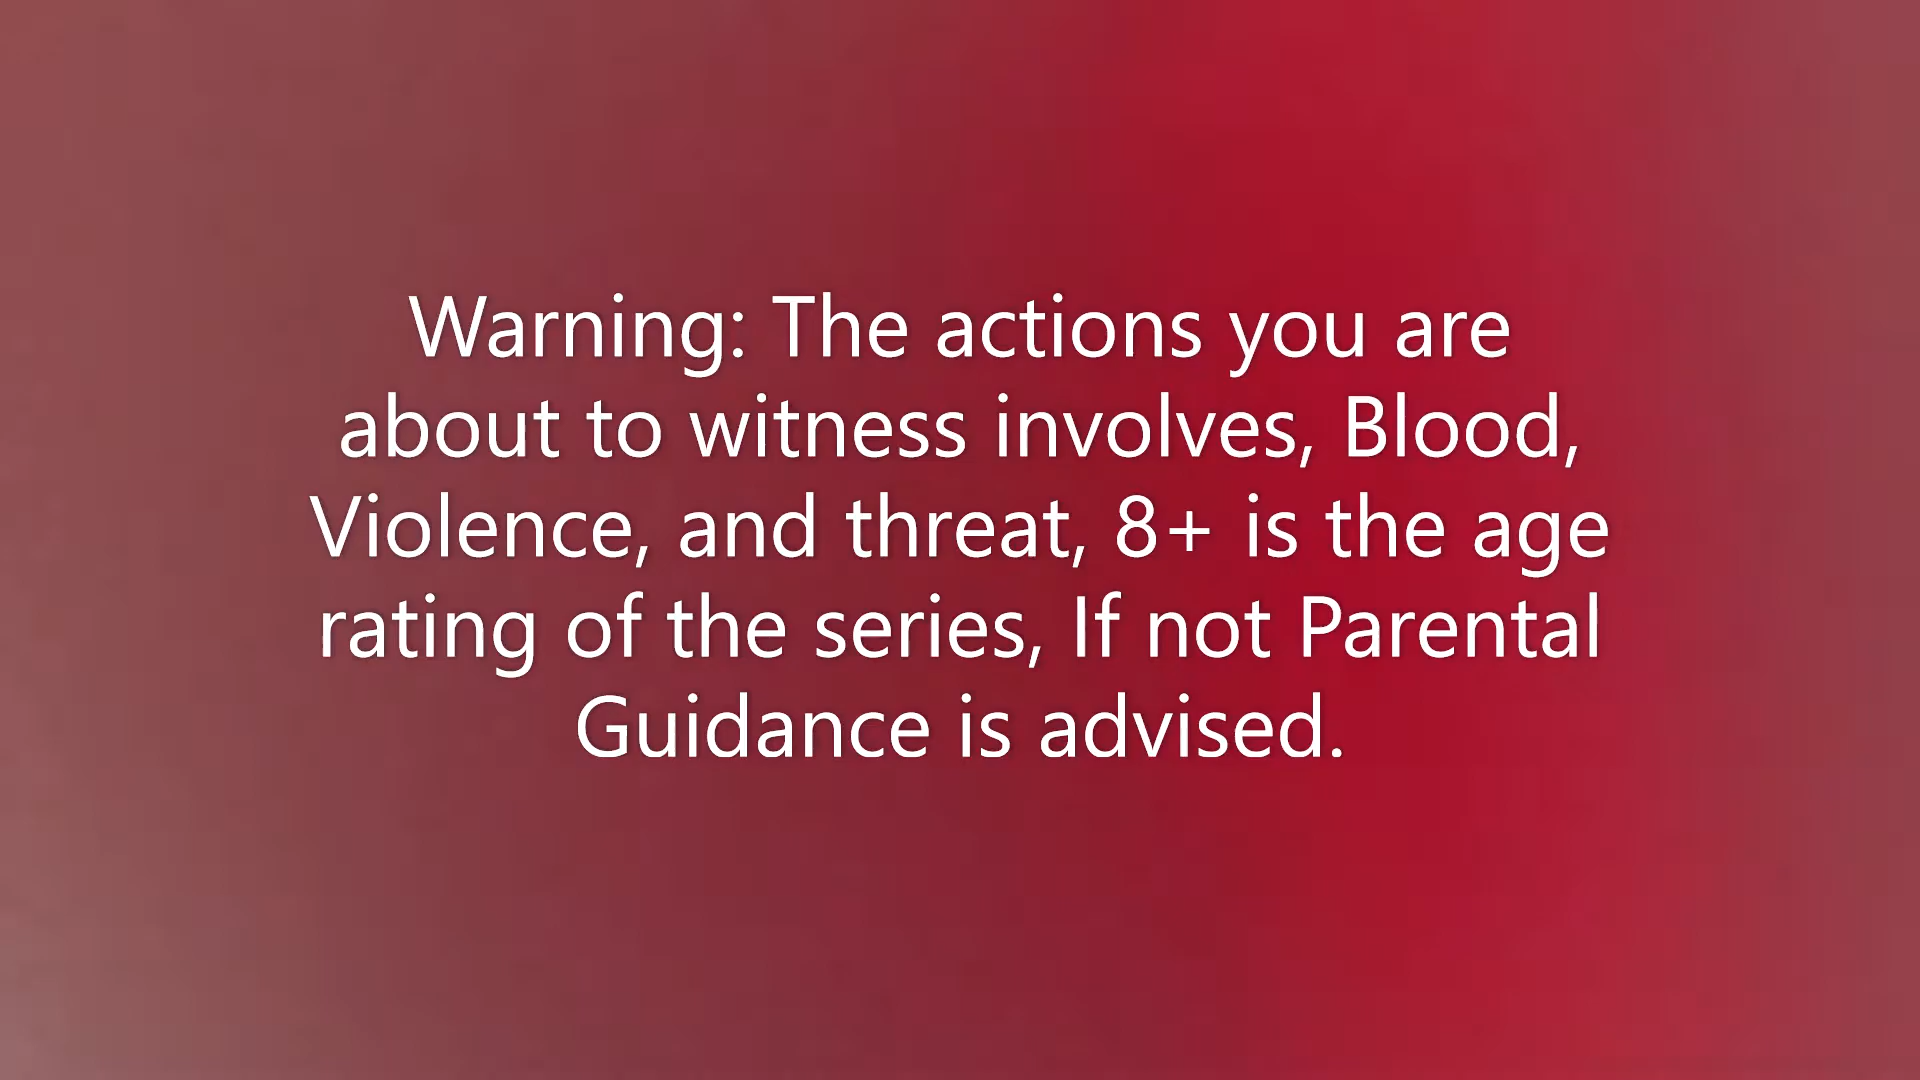 Warning: The actions you are
about to witness involves, Blood,
Violence, and threat, 8+ is the age
rating of the series, If not Parental
Guidance is advised.